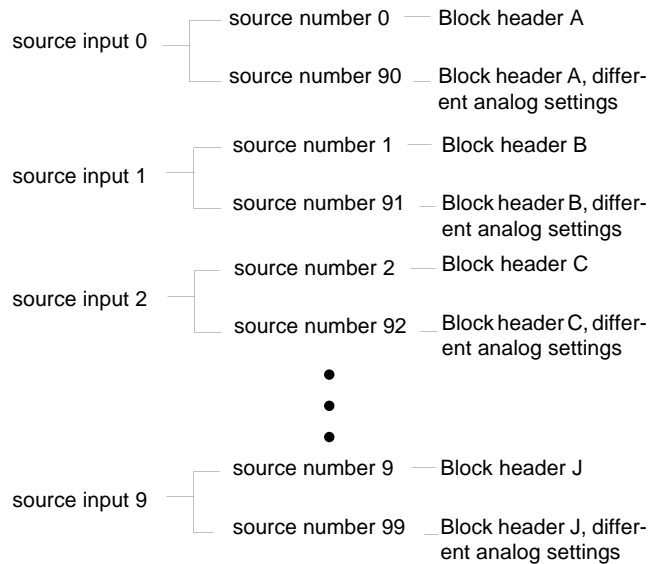 source input 0
source number 0
Block header A
source number 90
Block header A, differ-
ent analog settings
source input 1
source number 1
Block header B
source number 91
Block header B, differ-
ent analog settings
source input 2
source number 2
Block header C
source number 92
Block header C, differ-
ent analog settings
source input 9
source number 9
Block header J
source number 99
Block header J, differ-
ent analog settings